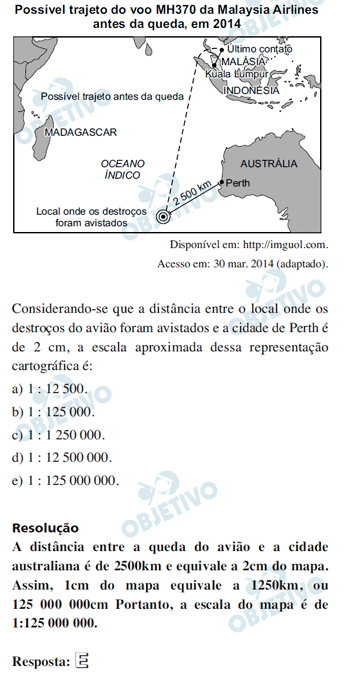 Possível trajeto do voo MH370 da Malaysia Airlines
antes da queda, em 2014
Último contato
MALÁSIA
Kuala Lumpur
INDONÉSIA
Possível trajeto antes da queda
MADAGASCAR
OCEANO
ÍNDICO
AUSTRÁLIA
2 500 km
Perth
Local onde os destroços
foram avistados
Disponível em: http://imguol.com.
Acesso em: 30 mar. 2014 (adaptado).
Considerando-se que a distância entre o local onde os
destroços do avião foram avistados e a cidade de Perth é
de 2 cm, a escala aproximada dessa representação
cartográfica é:
a) 1 : 12 500.
b) 1 : 125 000.
c) 1 : 1 250 000.
d) 1 : 12 500 000.
e) 1 : 125 000 000.
OBJETIVO
Resolução
A distância entre a queda do avião e a cidade
australiana é de 2500km e equivale a 2cm do mapa.
Assim, 1cm do mapa equivale a 1250km, ou
125 000 000cm Portanto, a escala do mapa é de
1:125 000 000.
Resposta: E